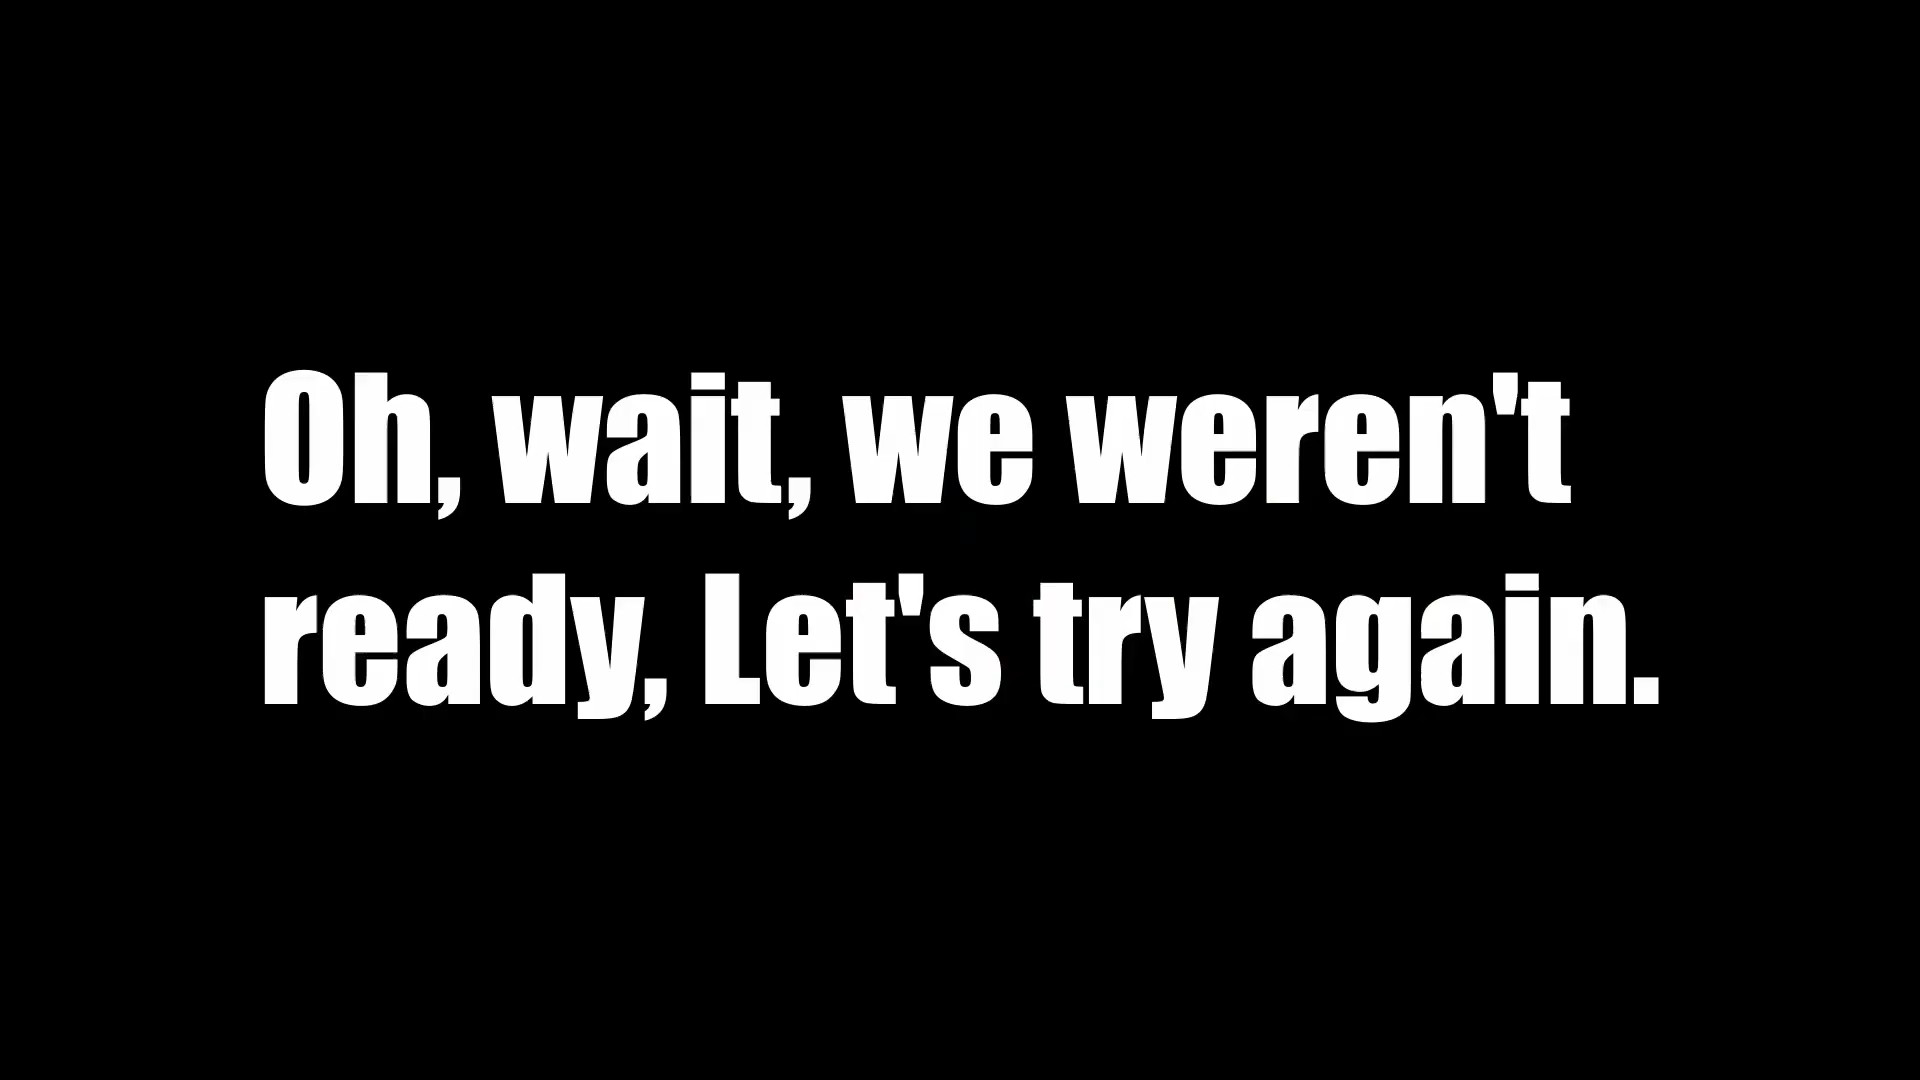 Oh, wait, we weren't
ready, Let's try again.